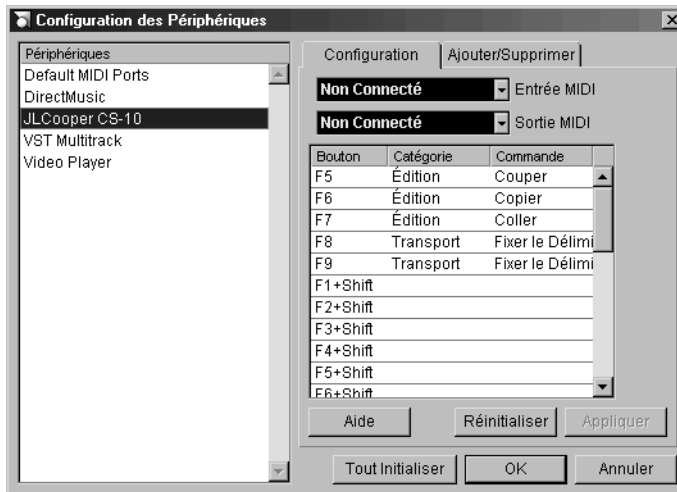 Configuration des Périphériques
Périphériques
Default MIDI Ports
DirectMusic
JLCooper CS-10
VST Multitrack
Video Player
Configuration Ajouter/Supprimer
Non Connecté Entrée MIDI
Non Connecté Sortie MIDI
Bouton Catégorie Commande
F5 Édition Couper
F6 Édition Copier
F7 Édition Coller
F8 Transport Fixer le Délimi
F9 Transport Fixer le Délimi
F1+Shift
F2+Shift
F3+Shift
F4+Shift
F5+Shift
F6+Shift
Aide Réinitialiser Appliquer
Tout Initialiser OK Annuler